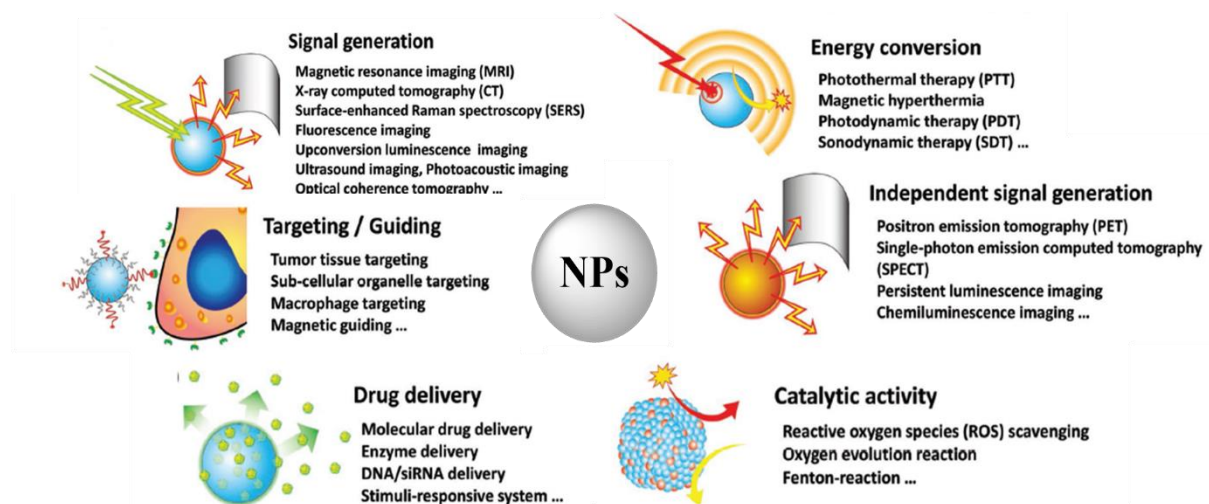 Signal generation
Magnetic resonance imaging (MRI)
X-ray computed tomography (CT)
Surface-enhanced Raman spectroscopy (SERS)
Fluorescence imaging
Upconversion luminescence imaging
Ultrasound imaging, Photoacoustic imaging
Optical coherence tomography ...
Energy conversion
Photothermal therapy (PTT)
Magnetic hyperthermia
Photodynamic therapy (PDT)
Sonodynamic therapy (SDT) ...
Targeting / Guiding
Tumor tissue targeting
Sub-cellular organelle targeting
Macrophage targeting
Magnetic guiding ...
NPs
Independent signal generation
Positron emission tomography (PET)
Single-photon emission computed tomography
(SPECT)
Persistent luminescence imaging
Chemiluminescence imaging ...
Drug delivery
Molecular drug delivery
Enzyme delivery
DNA/siRNA delivery
Stimuli-responsive system ...
Catalytic activity
Reactive oxygen species (ROS) scavenging
Oxygen evolution reaction
Fenton-reaction ...